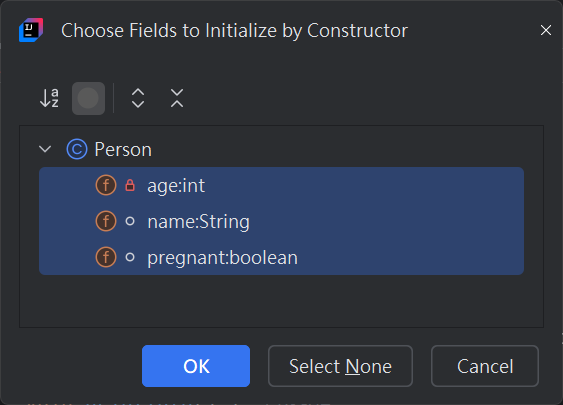 Choose Fields to Initialize by Constructor
Person
age:int
name:String
pregnant:boolean
OK Select None Cancel